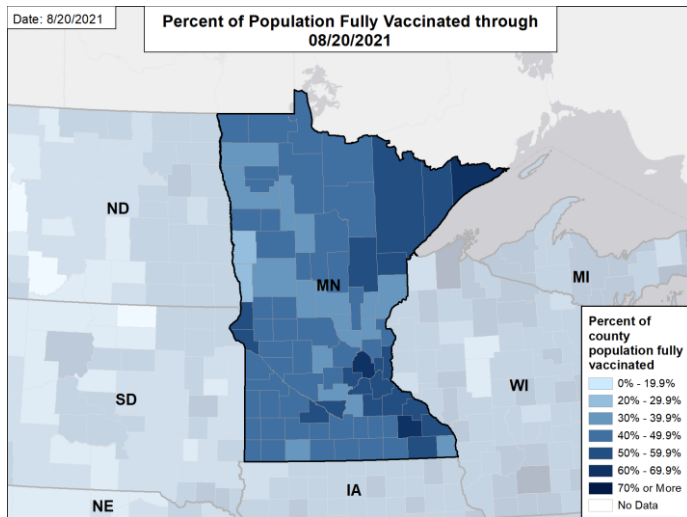 Date: 8/20/2021
Percent of Population Fully Vaccinated through
08/20/2021
ND
MN
MI
SD
WI
NE
IA
Percent of
county
population fully
vaccinated
0% - 19.9%
20% - 29.9%
30% - 39.9%
40% - 49.9%
50% - 59.9%
60% - 69.9%
70% or More
No Data